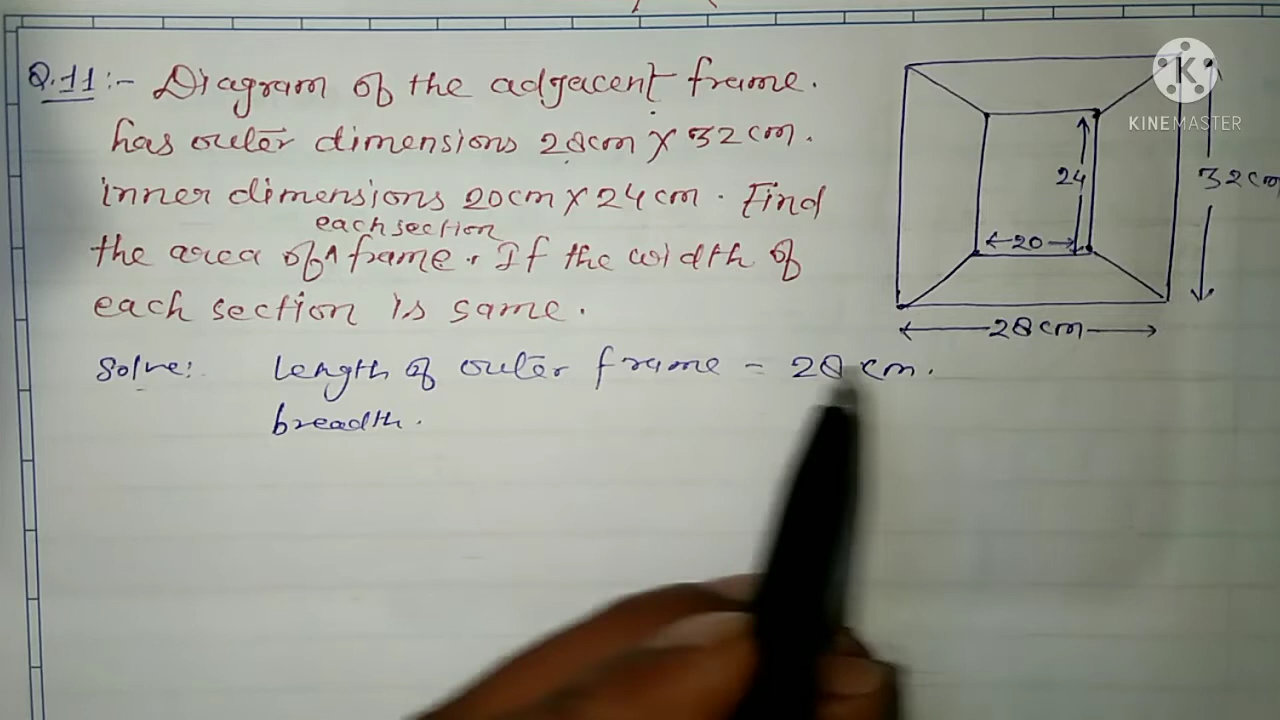 Q.11:- Diagram of the adjacent frame.
has outer dimensions 28cm X 32cm.
inner dimensions 20cm X 24cm. Find
each section
the area of ^ frame. If the width of
each section is same.
Solve: Length of outer frame = 28 cm.
breadth.
KINEMASTER
24
32cm
20
28cm